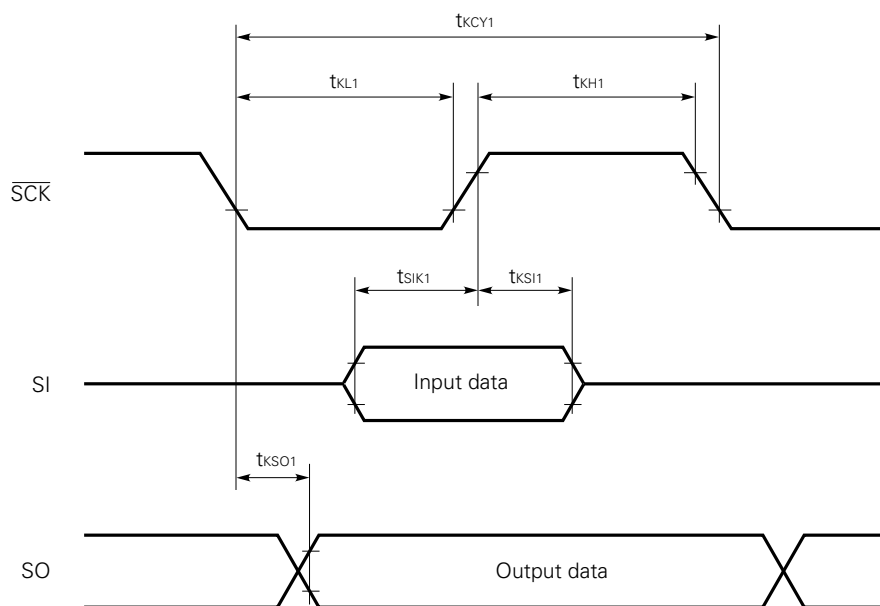 tKCY1
tKL1 tKH1
SCK
tSIK1 tKSI1
SI Input data
tKSO1
SO Output data